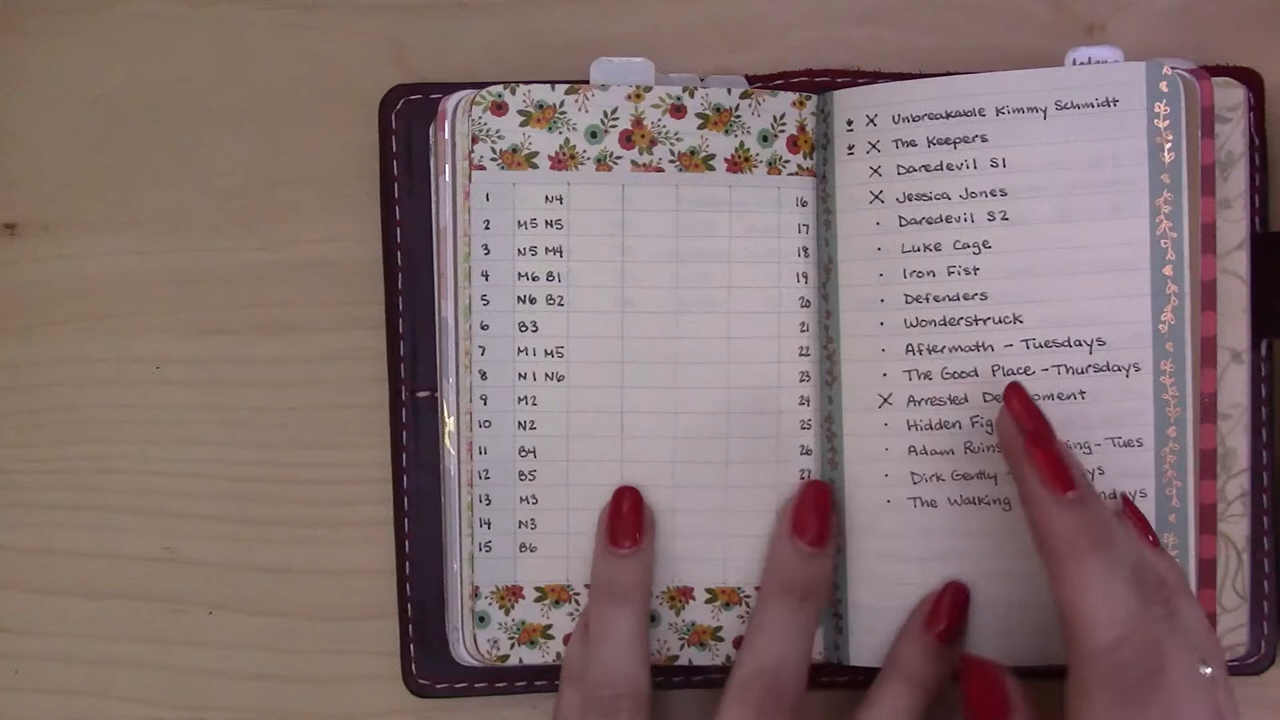 today
1 N4 16
2 M5 N5 17
3 N5 M4 18
4 M6 B1 19
5 N6 B2 20
6 B3 21
7 M1 M5 22
8 N1 N6 23
9 M2 24
10 N2 25
11 B4 26
12 B5 27
13 M3
14 N3
15 B6
X Unbreakable Kimmy Schmidt
X The Keepers
X Daredevil S1
X Jessica Jones
· Daredevil S2
· Luke Cage
· Iron Fist
· Defenders
· Wonderstruck
· Aftermath - Tuesdays
· The Good Place - Thursdays
X Arrested
· Hidden
· Adam - Tues
· Dirk Gently
· The Walking